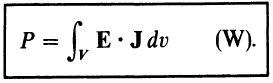 P = ∫_V E · J dv (W).